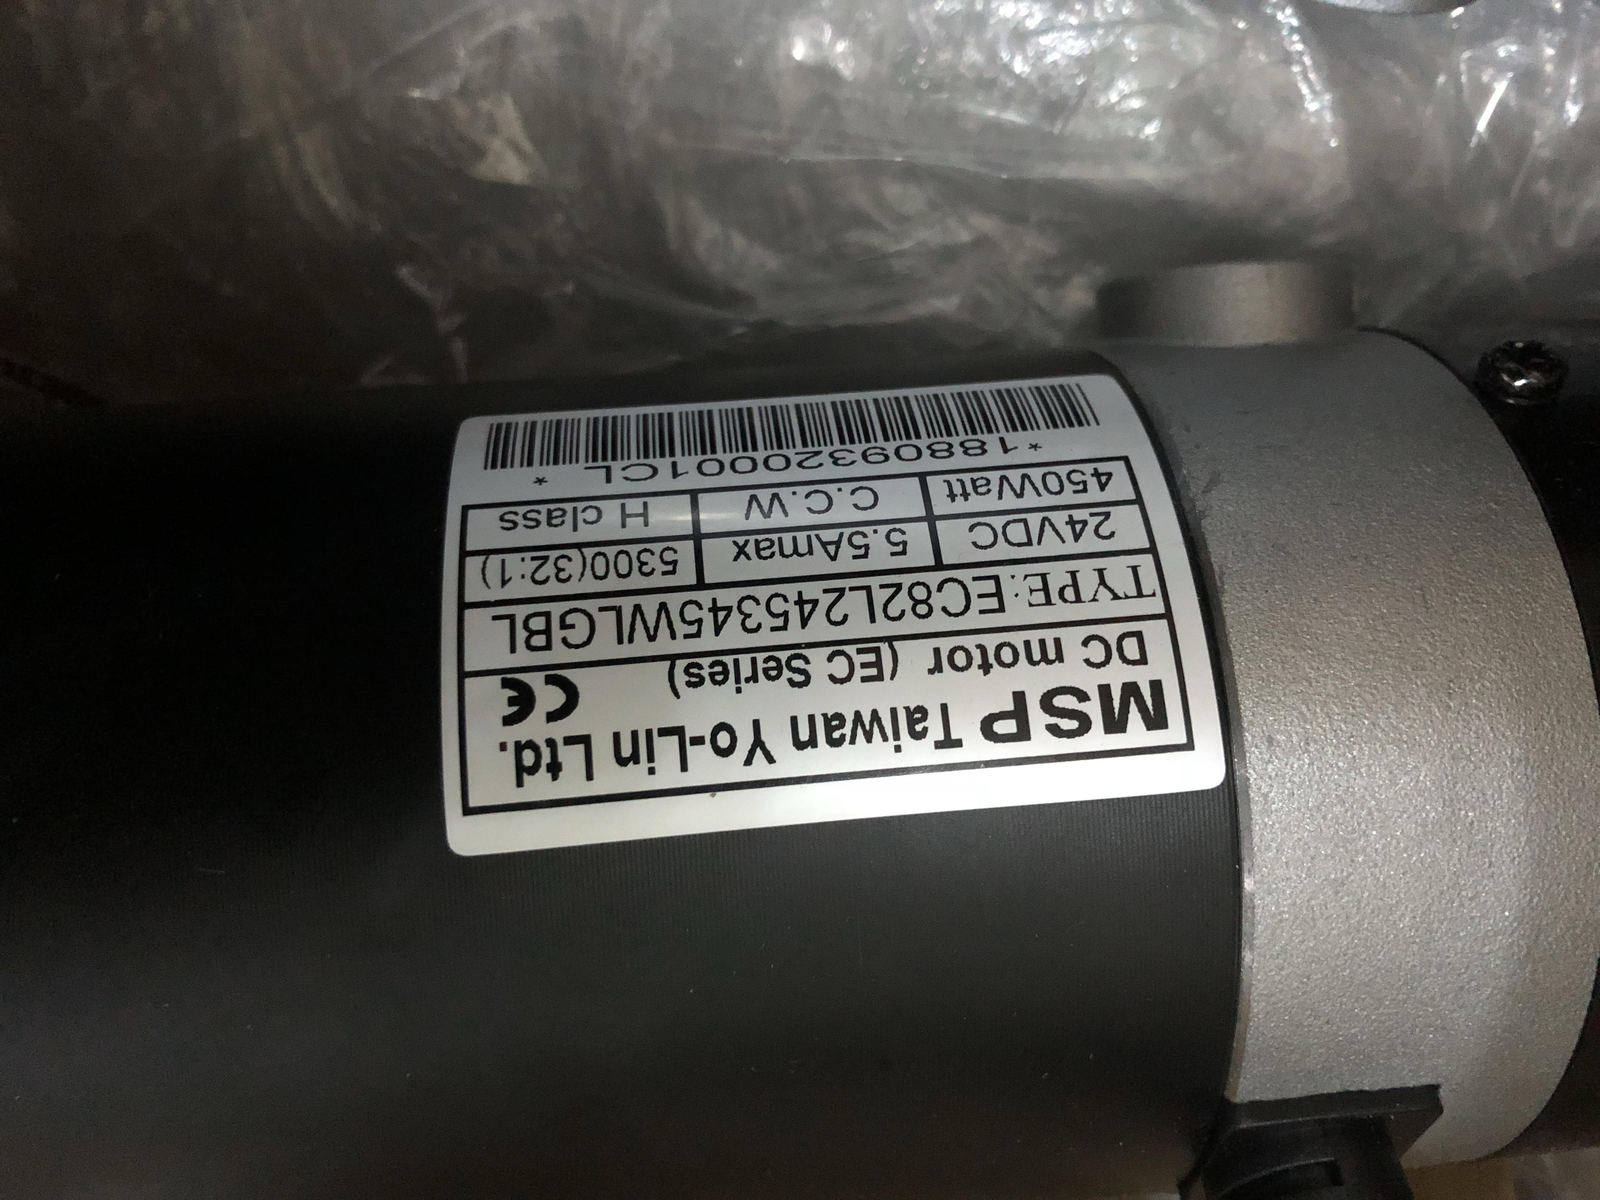 MSP Taiwan Yo-Lin Ltd.
DC motor (EC Series) CE
TYPE:EC82L245345WLGBL
24VDC 5.5Amax 5300(32:1)
450Watt C.C.W H class
*18809320001CL *